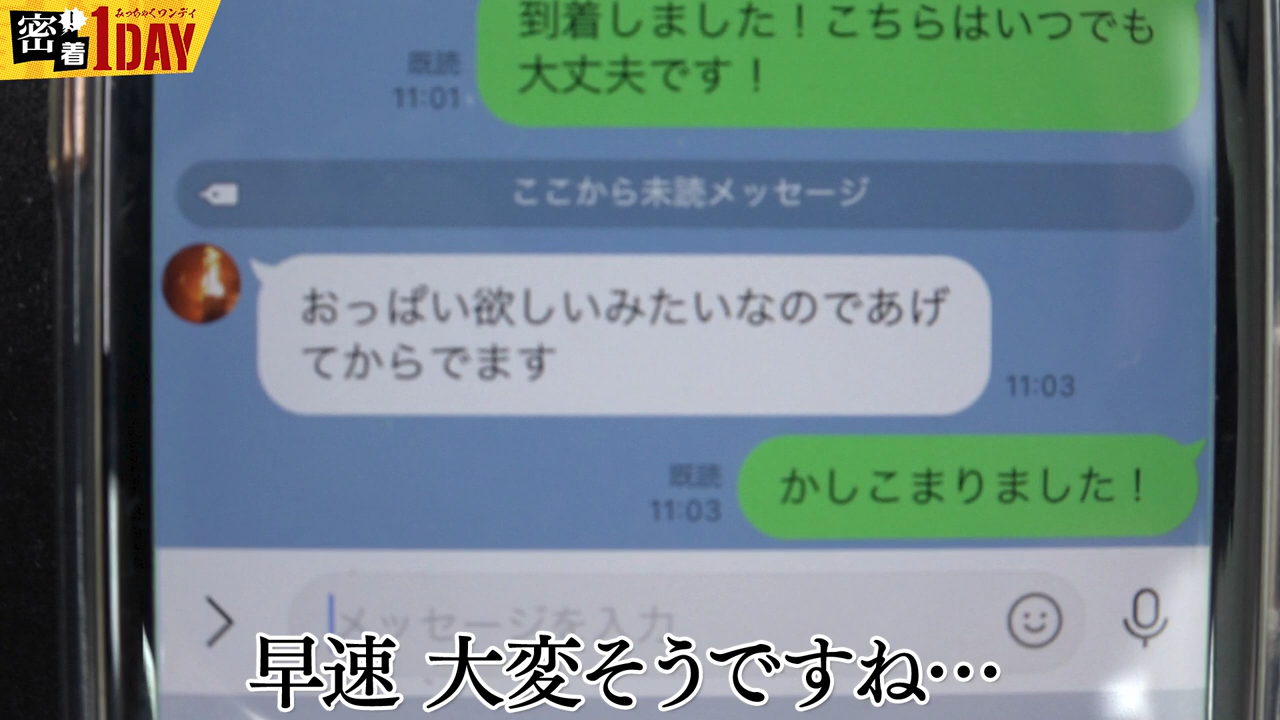 みっちゃくワンデイ
密着!1DAY
到着しました！こちらはいつでも
大丈夫です！
既読
11:01
ここから未読メッセージ
おっぱい欲しいみたいなのであげ
てからでます
11:03
既読
11:03
かしこまりました！
メッセージを入力
早速 大変そうですね…